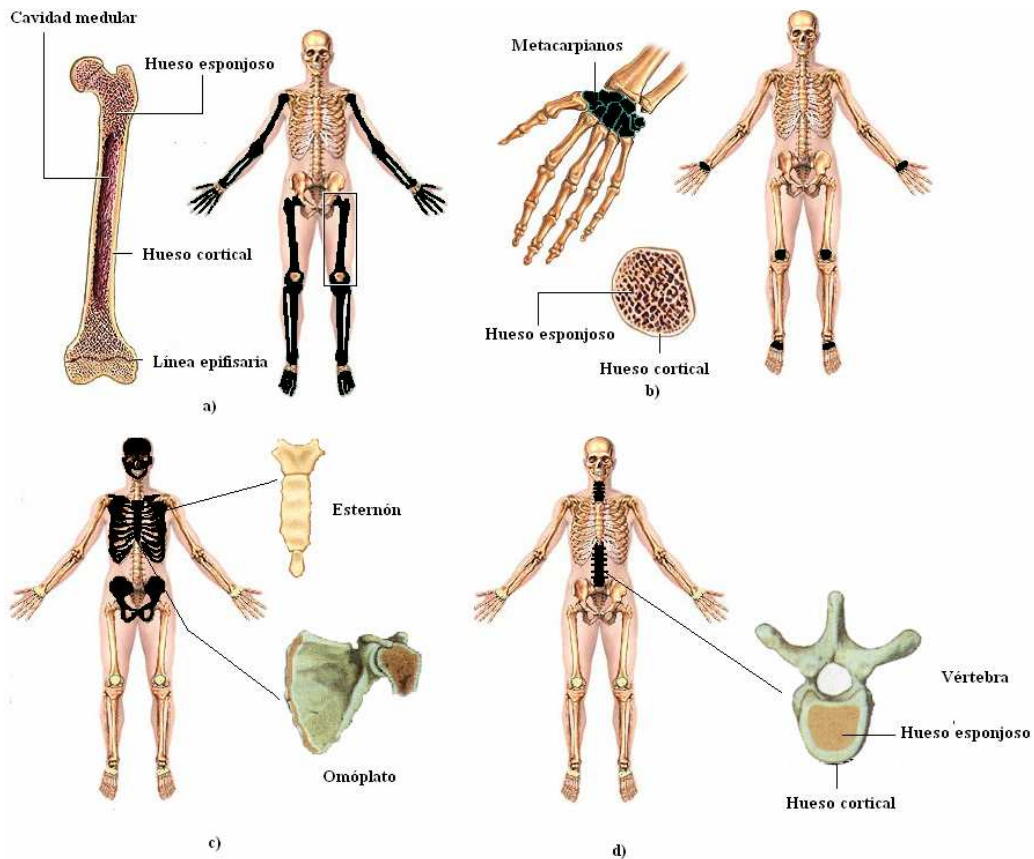 Cavidad medular
Hueso esponjoso
Hueso cortical
Línea epifisaria
a)
Metacarpianos
Hueso esponjoso
Hueso cortical
b)
Esternón
Omóplato
c)
Vértebra
Hueso esponjoso
Hueso cortical
d)